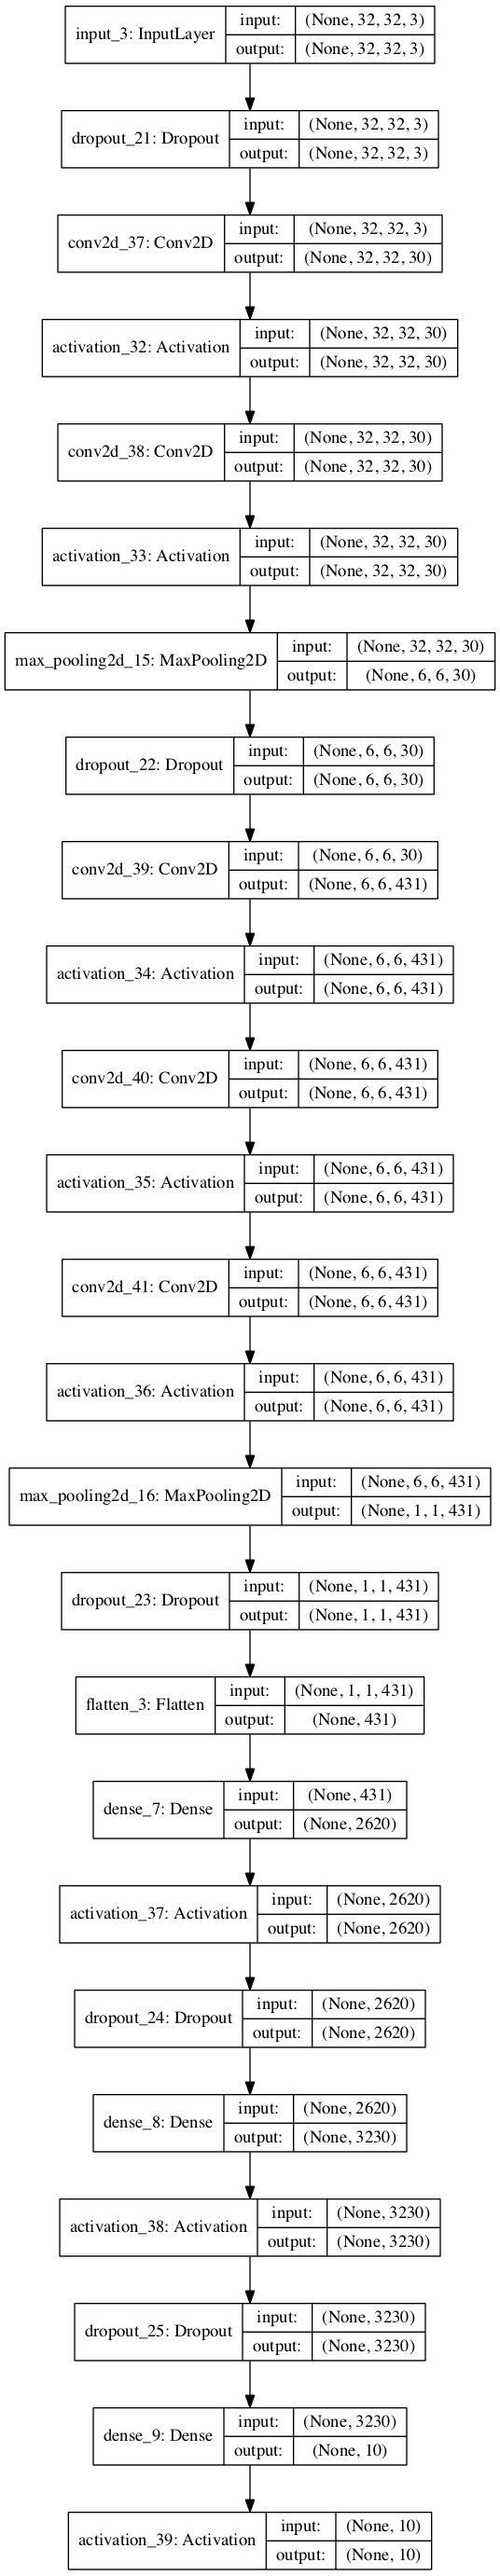 input_3: InputLayer
input: (None, 32, 32, 3)
output: (None, 32, 32, 3)
dropout_21: Dropout
input: (None, 32, 32, 3)
output: (None, 32, 32, 3)
conv2d_37: Conv2D
input: (None, 32, 32, 3)
output: (None, 32, 32, 30)
activation_32: Activation
input: (None, 32, 32, 30)
output: (None, 32, 32, 30)
conv2d_38: Conv2D
input: (None, 32, 32, 30)
output: (None, 32, 32, 30)
activation_33: Activation
input: (None, 32, 32, 30)
output: (None, 32, 32, 30)
max_pooling2d_15: MaxPooling2D
input: (None, 32, 32, 30)
output: (None, 6, 6, 30)
dropout_22: Dropout
input: (None, 6, 6, 30)
output: (None, 6, 6, 30)
conv2d_39: Conv2D
input: (None, 6, 6, 30)
output: (None, 6, 6, 431)
activation_34: Activation
input: (None, 6, 6, 431)
output: (None, 6, 6, 431)
conv2d_40: Conv2D
input: (None, 6, 6, 431)
output: (None, 6, 6, 431)
activation_35: Activation
input: (None, 6, 6, 431)
output: (None, 6, 6, 431)
conv2d_41: Conv2D
input: (None, 6, 6, 431)
output: (None, 6, 6, 431)
activation_36: Activation
input: (None, 6, 6, 431)
output: (None, 6, 6, 431)
max_pooling2d_16: MaxPooling2D
input: (None, 6, 6, 431)
output: (None, 1, 1, 431)
dropout_23: Dropout
input: (None, 1, 1, 431)
output: (None, 1, 1, 431)
flatten_3: Flatten
input: (None, 1, 1, 431)
output: (None, 431)
dense_7: Dense
input: (None, 431)
output: (None, 2620)
activation_37: Activation
input: (None, 2620)
output: (None, 2620)
dropout_24: Dropout
input: (None, 2620)
output: (None, 2620)
dense_8: Dense
input: (None, 2620)
output: (None, 3230)
activation_38: Activation
input: (None, 3230)
output: (None, 3230)
dropout_25: Dropout
input: (None, 3230)
output: (None, 3230)
dense_9: Dense
input: (None, 3230)
output: (None, 10)
activation_39: Activation
input: (None, 10)
output: (None, 10)